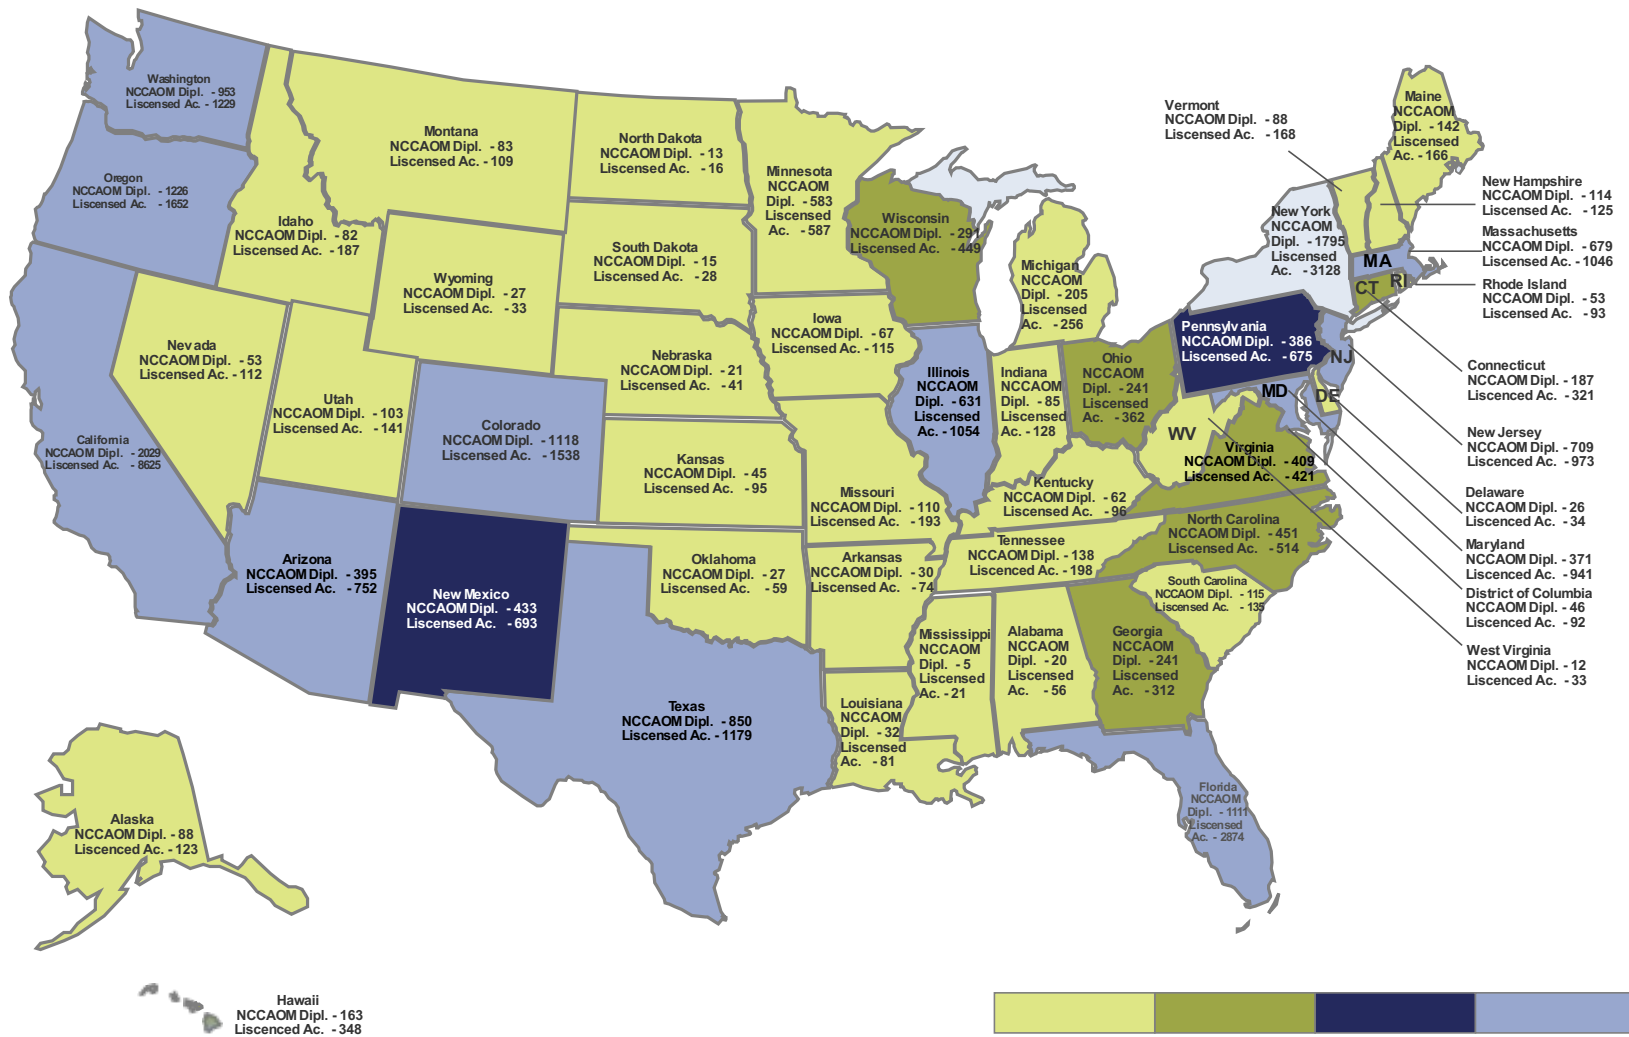 Washington
NCCAOM Dipl. - 953
Liscensed Ac. - 1229
Oregon
NCCAOM Dipl. - 1226
Liscensed Ac. - 1652
California
NCCAOM Dipl. - 2029
Liscensed Ac. - 8625
Nevada
NCCAOM Dipl. - 53
Liscensed Ac. - 112
Idaho
NCCAOM Dipl. - 82
Liscensed Ac. - 187
Montana
NCCAOM Dipl. - 83
Liscensed Ac. - 109
Wyoming
NCCAOM Dipl. - 27
Liscensed Ac. - 33
Utah
NCCAOM Dipl. - 103
Liscensed Ac. - 141
Colorado
NCCAOM Dipl. - 1118
Liscensed Ac. - 1538
Arizona
NCCAOM Dipl. - 395
Liscensed Ac. - 752
New Mexico
NCCAOM Dipl. - 433
Liscensed Ac. - 693
North Dakota
NCCAOM Dipl. - 13
Liscensed Ac. - 16
South Dakota
NCCAOM Dipl. - 15
Liscensed Ac. - 28
Nebraska
NCCAOM Dipl. - 21
Liscensed Ac. - 41
Kansas
NCCAOM Dipl. - 45
Liscensed Ac. - 95
Oklahoma
NCCAOM Dipl. - 27
Liscensed Ac. - 59
Texas
NCCAOM Dipl. - 850
Liscensed Ac. - 1179
Minnesota
NCCAOM
Dipl. - 583
Liscensed
Ac. - 587
Iowa
NCCAOM Dipl. - 67
Liscensed Ac. - 115
Missouri
NCCAOM Dipl. - 110
Liscensed Ac. - 193
Arkansas
NCCAOM Dipl. - 30
Liscensed Ac. - 74
Louisiana
NCCAOM
Dipl. - 32
Liscensed
Ac. - 81
Wisconsin
NCCAOM Dipl. - 291
Liscensed Ac. - 449
Illinois
NCCAOM
Dipl. - 631
Liscensed
Ac. - 1054
Michigan
NCCAOM
Dipl. - 205
Liscensed
Ac. - 256
Indiana
NCCAOM
Dipl. - 85
Liscensed
Ac. - 128
Ohio
NCCAOM
Dipl. - 241
Liscensed
Ac. - 362
Kentucky
NCCAOM Dipl. - 62
Liscensed Ac. - 96
Tennessee
NCCAOM Dipl. - 138
Liscenced Ac. - 198
Mississippi
NCCAOM
Dipl. - 5
Liscensed
Ac. - 21
Alabama
NCCAOM
Dipl. - 20
Liscensed
Ac. - 56
Georgia
NCCAOM
Dipl. - 241
Liscensed
Ac. - 312
Florida
NCCAOM
Dipl. - 1111
Liscensed
Ac. - 2874
South Carolina
NCCAOM Dipl. - 115
Liscensed Ac. - 135
North Carolina
NCCAOM Dipl. - 451
Liscensed Ac. - 514
Virginia
NCCAOM Dipl. - 409
Liscensed Ac. - 421
WV
Pennsylvania
NCCAOM Dipl. - 386
Liscensed Ac. - 675
New York
NCCAOM
Dipl. - 1795
Liscensed
Ac. - 3128
Vermont
NCCAOM Dipl. - 88
Liscensed Ac. - 168
Maine
NCCAOM
Dipl. - 142
Liscensed
Ac. - 166
MA
CT
RI
NJ
MD
DE
New Hampshire
NCCAOM Dipl. - 114
Liscensed Ac. - 125
Massachusetts
NCCAOM Dipl. - 679
Liscensed Ac. - 1046
Rhode Island
NCCAOM Dipl. - 53
Liscensed Ac. - 93
Connecticut
NCCAOM Dipl. - 187
Liscensed Ac. - 321
New Jersey
NCCAOM Dipl. - 709
Liscenced Ac. - 973
Delaware
NCCAOM Dipl. - 26
Liscenced Ac. - 34
Maryland
NCCAOM Dipl. - 371
Liscenced Ac. - 941
District of Columbia
NCCAOM Dipl. - 46
Liscenced Ac. - 92
West Virginia
NCCAOM Dipl. - 12
Liscenced Ac. - 33
Alaska
NCCAOM Dipl. - 88
Liscenced Ac. - 123
Hawaii
NCCAOM Dipl. - 163
Liscenced Ac. - 348